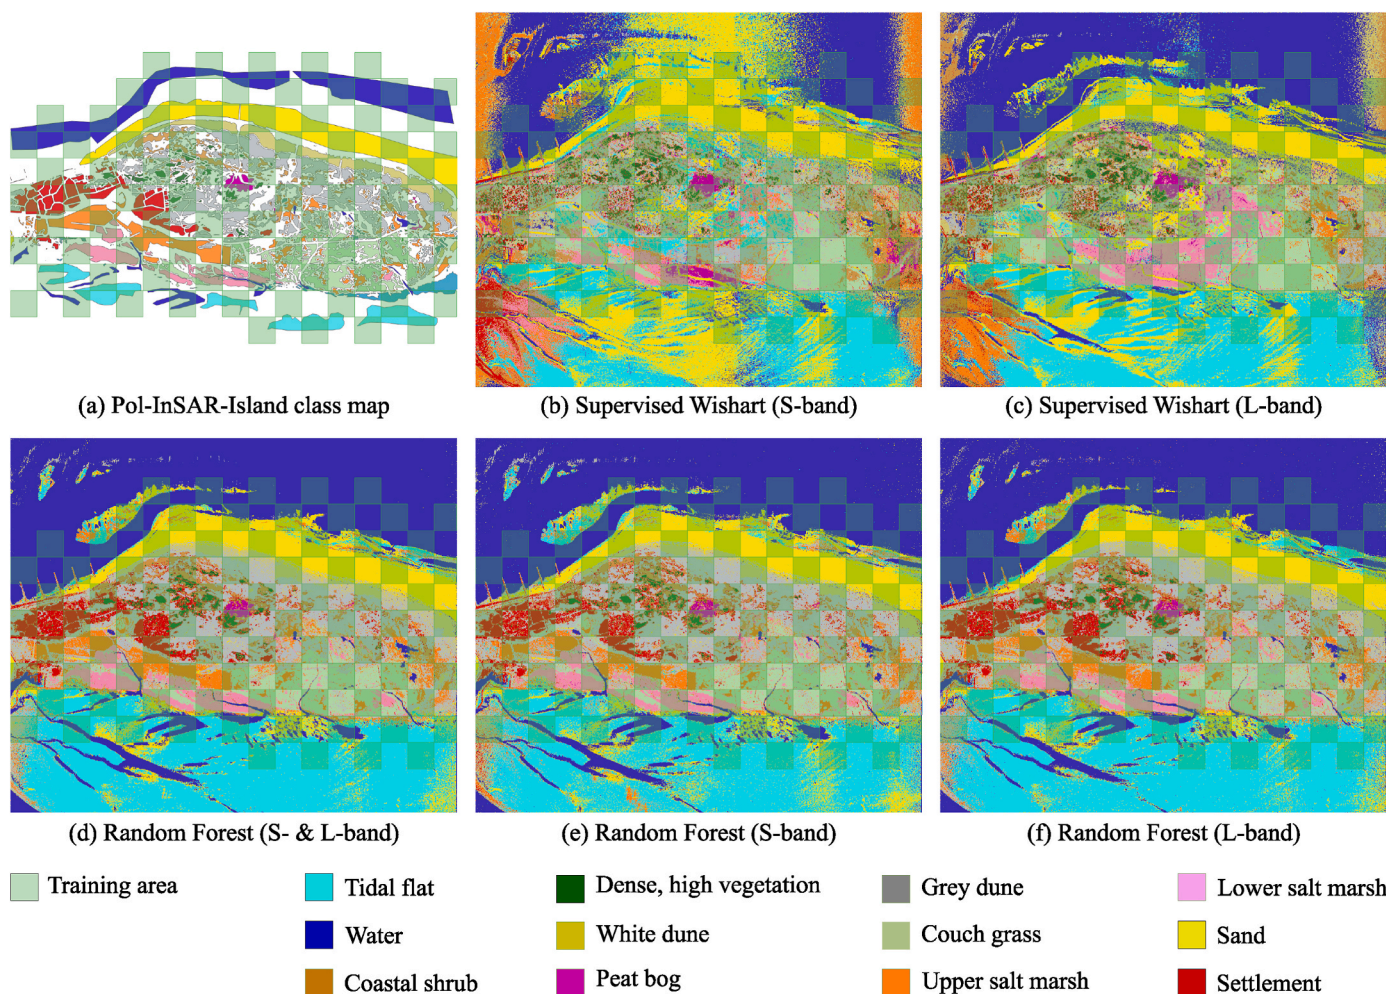 (a) Pol-InSAR-Island class map
(b) Supervised Wishart (S-band)
(c) Supervised Wishart (L-band)
(d) Random Forest (S- & L-band)
(e) Random Forest (S-band)
(f) Random Forest (L-band)
Training area
Tidal flat
Dense, high vegetation
Grey dune
Lower salt marsh
Water
White dune
Couch grass
Sand
Coastal shrub
Peat bog
Upper salt marsh
Settlement